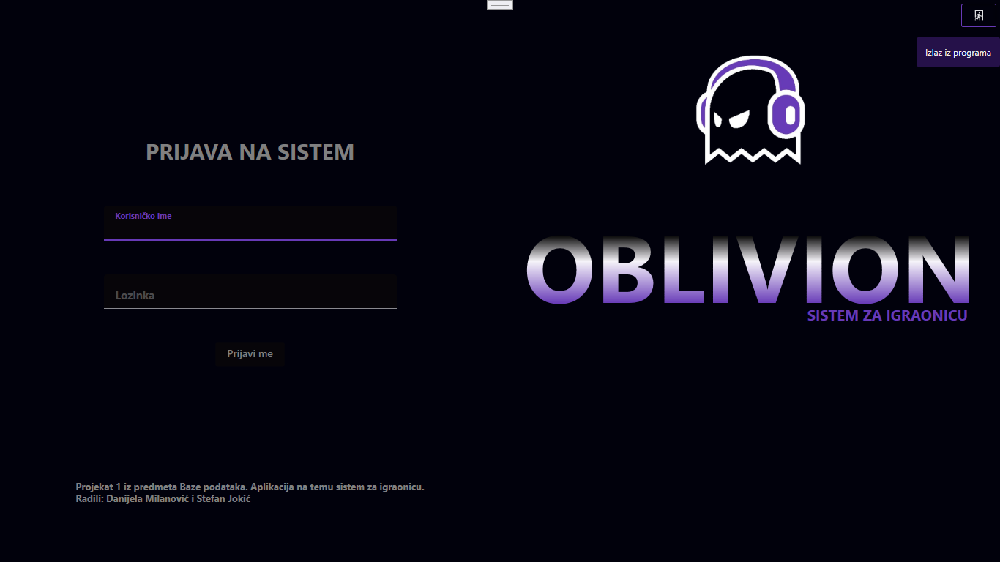 Izlaz iz programa
PRIJAVA NA SISTEM
Korisničko ime
Lozinka
Prijavi me
OBLIVION
SISTEM ZA IGRAONICU
Projekat 1 iz predmeta Baze podataka. Aplikacija na temu sistem za igraonicu.
Radili: Danijela Milanović i Stefan Jokić